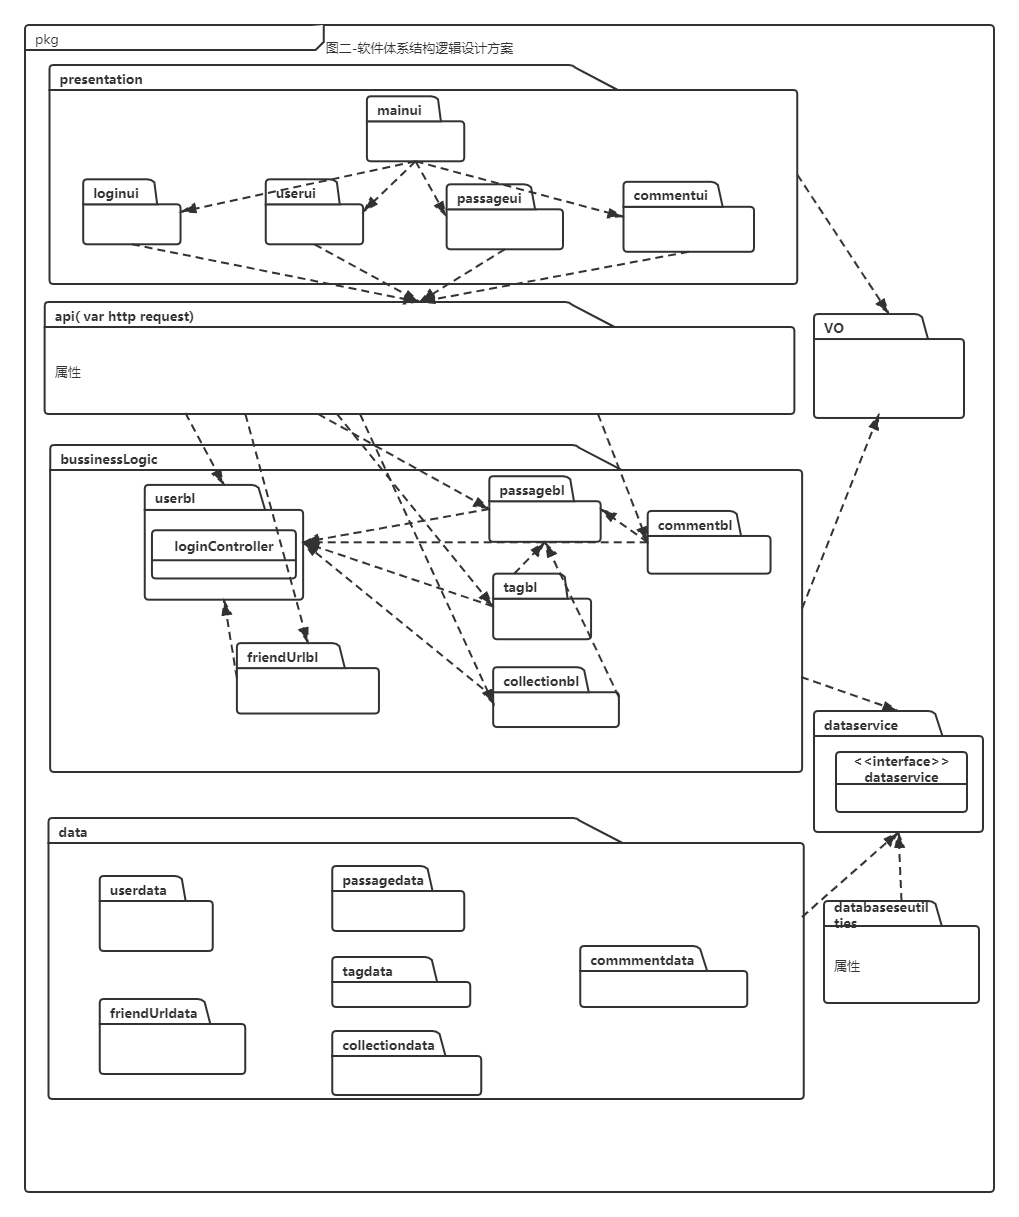 pkg
图二-软件体系结构逻辑设计方案
presentation
mainui
loginui
userui
passageui
commentui
api( var http request)
属性
VO
bussinessLogic
userbl
loginController
passagebl
commentbl
tagbl
friendUrlbl
collectionbl
dataservice
<<interface>>
dataservice
data
userdata
passagedata
databaseseutil
ties
属性
tagdata
commmentdata
friendUrldata
collectiondata